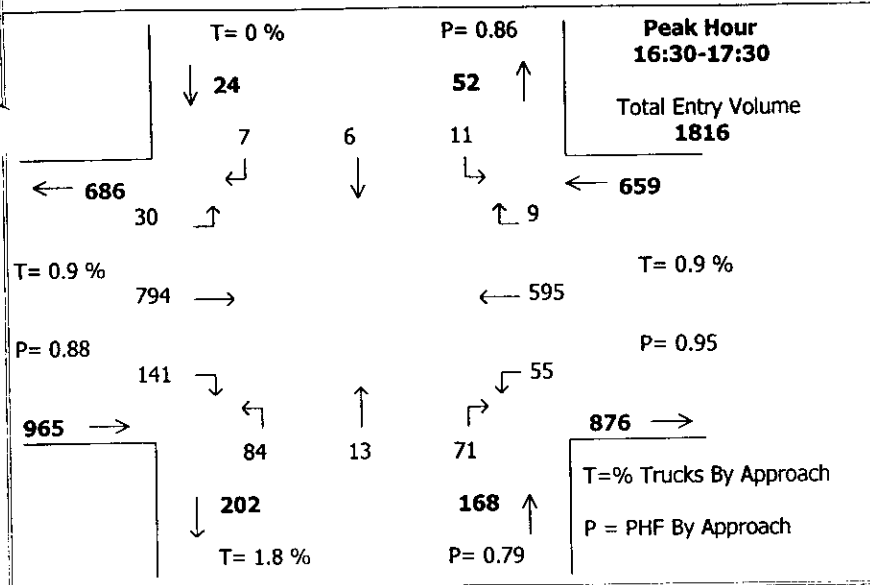 T= 0 % P= 0.86 Peak Hour
16:30-17:30
24 52 Total Entry Volume
7 6 11 1816
686 659
30 9
T= 0.9 % T= 0.9 %
794 595
P= 0.88 P= 0.95
141 55
965 876
84 13 71
T=% Trucks By Approach
202 168
P = PHF By Approach
T= 1.8 % P= 0.79